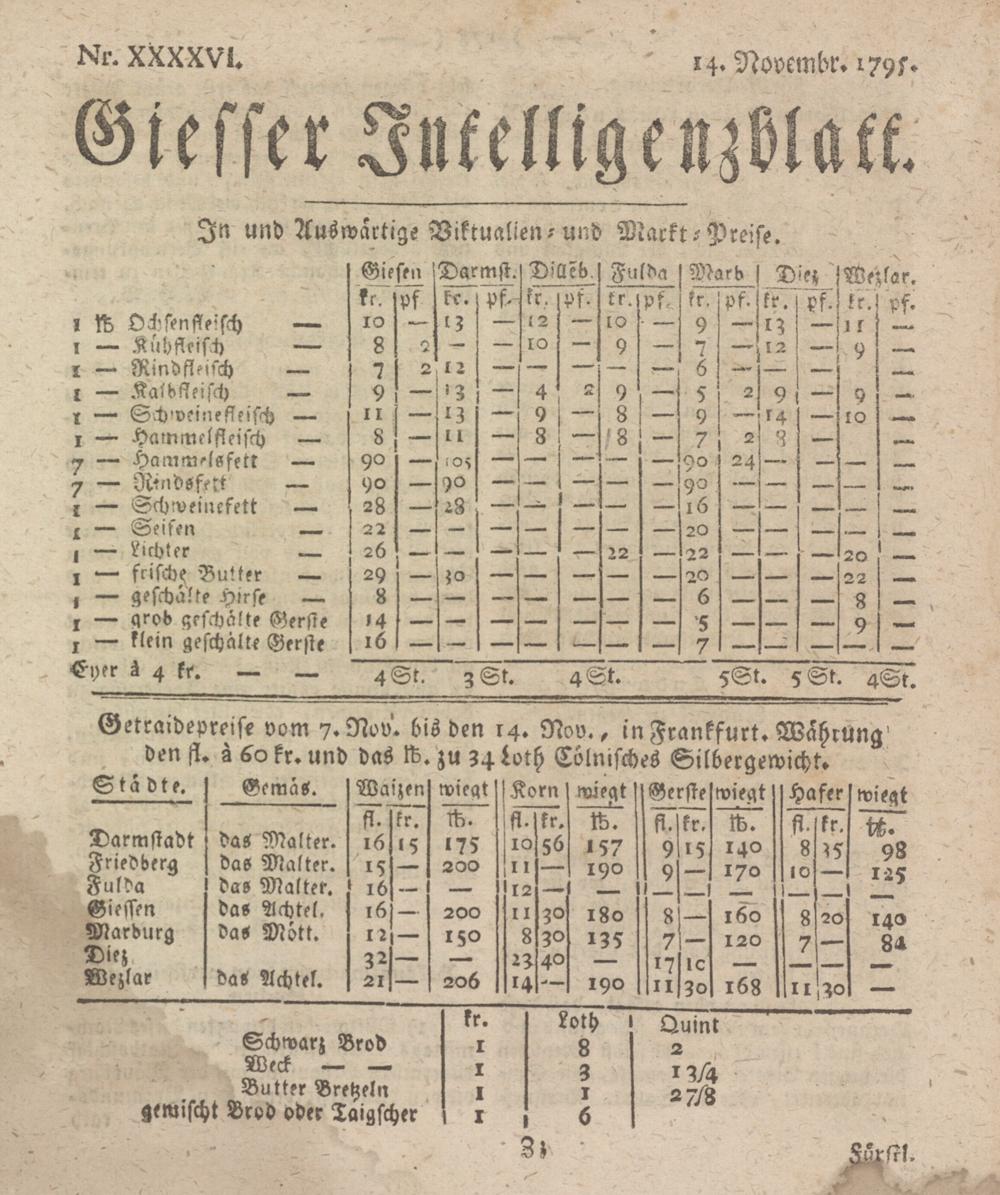 Nr. XXXXVI. 14. Novembr. 1795.
Giesser Intelligenzblatt.
In und Auswärtige Viktualien- und Markt-Preise.
Giesen Darmst. Dillēb. Fulda Marb Diez Wezlar.
kr. pf kr. pf. kr. pf. kr. pf. kr. pf. kr. pf. kr. pf.
1 ℔ Ochsenfleisch — 10 — 13 — 12 — 10 — 9 — 13 — 11 —
1 — Kühfleisch — 8 2 — — 10 — 9 — 7 — 12 — 9 —
1 — Rindfleisch — 7 2 12 — — — — — 6 — — — — —
1 — Kalbfleisch — 9 — 13 — 4 2 9 — 5 2 9 — 9 —
1 — Schweinefleisch — 11 — 13 — 9 — 8 — 9 — 14 — 10 —
1 — Hammelfleisch — 8 — 11 — 8 — 8 — 7 2 8 — — —
7 — Hammelsfett — 90 — 105 — — — — — 90 24 — — — —
7 — Rindsfett — 90 — 90 — — — — — 90 — — — —
1 — Schweinefett — 28 — 28 — — — — — 16 — — — — —
1 — Seifen — 22 — — — — — — — 20 — — — — —
1 — Lichter — 26 — — — — — 22 — 22 — — — 20 —
1 — frische Butter — 29 — 30 — — — — — 20 — — — 22 —
1 — geschälte Hirse — 8 — — — — — — — 6 — — — 8 —
1 — grob geschälte Gerste 14 — — — — — — — 5 — — — 9 —
1 — klein geschälte Gerste 16 — — — — — — — 7 — — — — —
Eyer à 4 kr. — — 4 St. 3 St. 4 St. 5 St. 5 St. 4 St.
Getraidepreise vom 7. Nov. bis den 14. Nov., in Frankfurt. Währung
den fl. à 60 kr. und das ℔. zu 34 Loth Cölnisches Silbergewicht.
Städte. Gemäs. Waizen wiegt Korn wiegt Gerste wiegt Hafer wiegt
fl. kr. ℔. fl. kr. ℔. fl. kr. ℔. fl. kr. ℔.
Darmstadt das Malter. 16 15 175 10 56 157 9 15 140 8 35 98
Friedberg das Malter. 15 — 200 11 — 190 9 — 170 10 — 125
Fulda das Malter. 16 — — 12 — — — — — — — —
Giessen das Achtel. 16 — 200 11 30 180 8 — 160 8 20 140
Marburg das Mött. 12 — 150 8 30 135 7 — 120 7 — 84
Diez 32 — — 23 40 — 17 10 — — — —
Wezlar das Achtel. 21 — 206 14 — 190 11 30 168 11 30 —
kr. Loth Quint
Schwarz Brod 1 8 2
Weck — — 1 3 1 3/4
Butter Bretzeln 1 1 2 7/8
gemischt Brod oder Taigscher 1 6
Zz Fürstl.